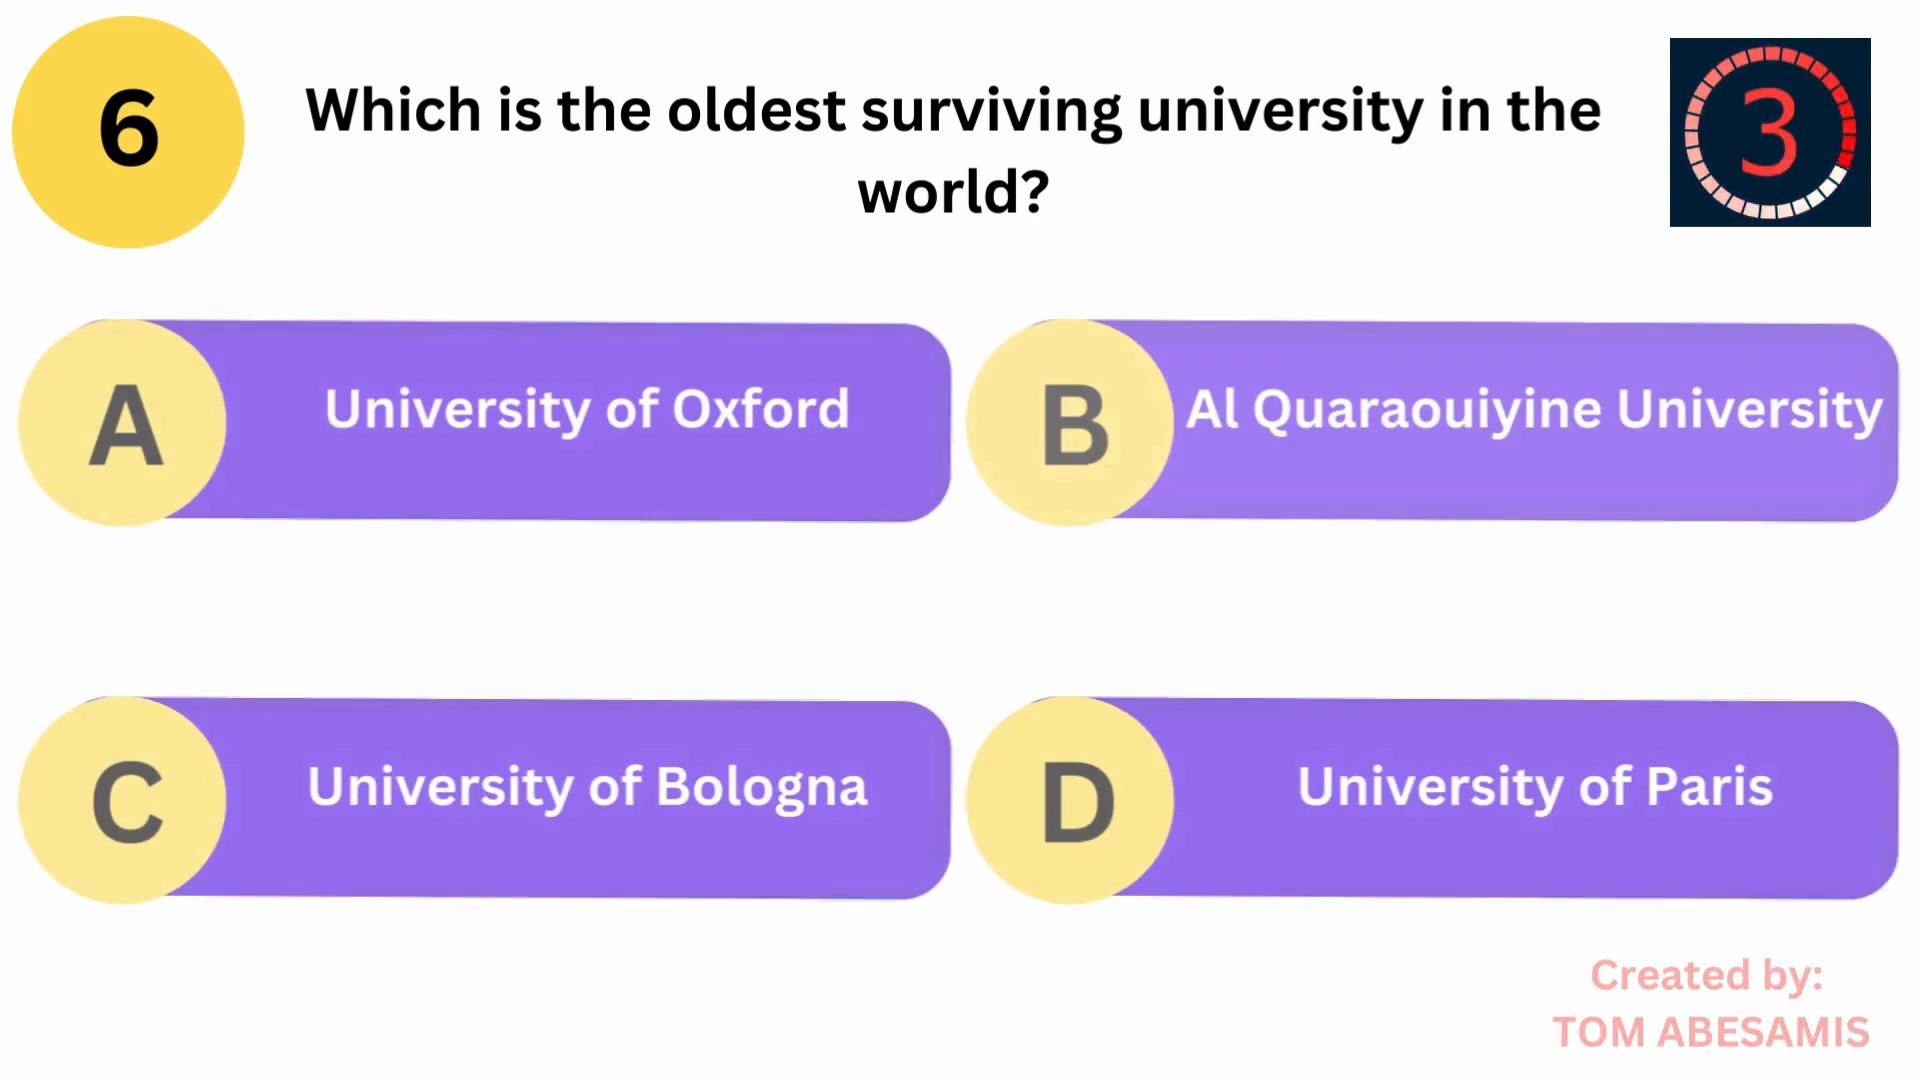 6
Which is the oldest surviving university in the
world?
3
A
University of Oxford
B
Al Quaraouiyine University
C
University of Bologna
D
University of Paris
Created by:
TOM ABESAMIS